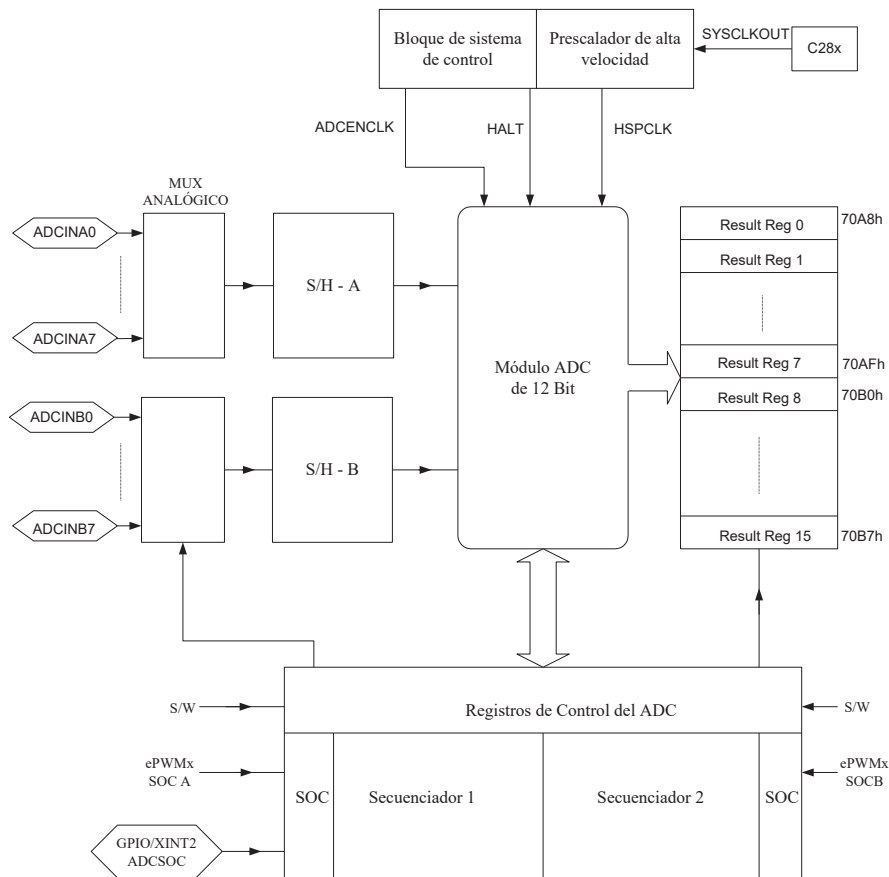 Bloque de sistema
de control
Prescalador de alta
velocidad
SYSCLKOUT
C28x
ADCENCLK
HALT
HSPCLK
MUX
ANALÓGICO
ADCINA0
ADCINA7
S/H - A
ADCINB0
ADCINB7
S/H - B
Módulo ADC
de 12 Bit
Result Reg 0
70A8h
Result Reg 1
Result Reg 7
70AFh
Result Reg 8
70B0h
Result Reg 15
70B7h
S/W
Registros de Control del ADC
S/W
ePWMx
SOC A
SOC
Secuenciador 1
Secuenciador 2
SOC
ePWMx
SOCB
GPIO/XINT2
ADCSOC